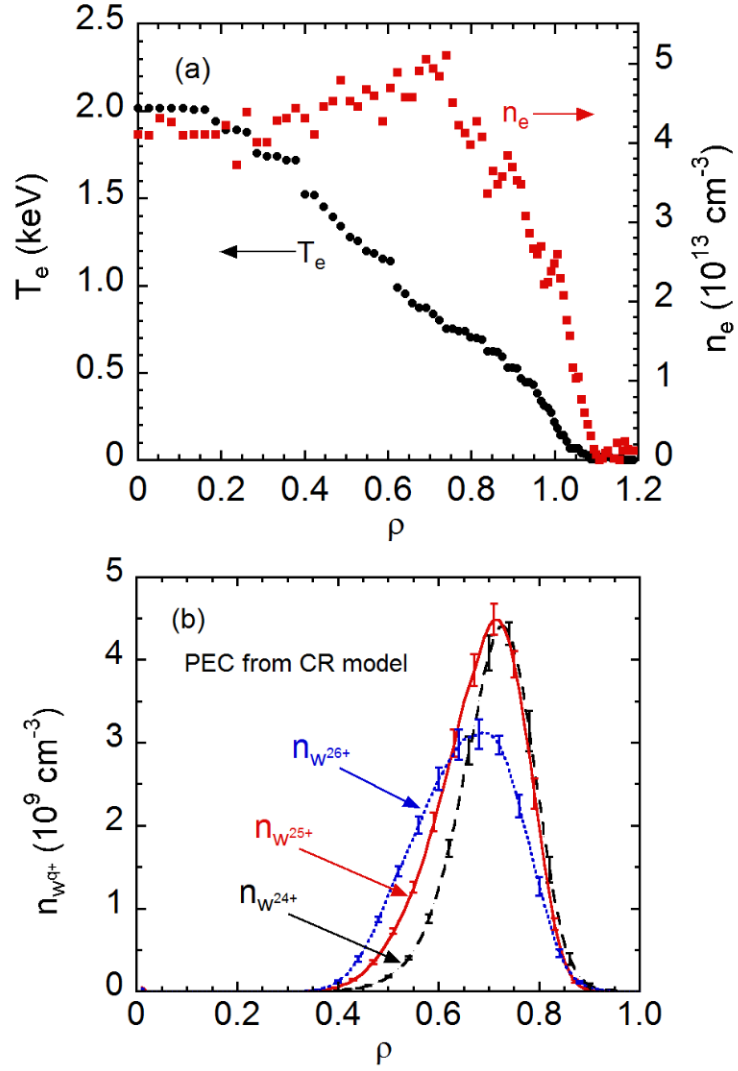 (a)
2.5
2.0
1.5
1.0
0.5
0
T_e (keV)
5
4
3
2
1
0
n_e (10^13 cm^-3)
n_e
T_e
0 0.2 0.4 0.6 0.8 1.0 1.2
ρ
(b)
PEC from CR model
5
4
3
2
1
0
n_W^q+ (10^9 cm^-3)
n_W^26+
n_W^25+
n_W^24+
0 0.2 0.4 0.6 0.8 1.0
ρ